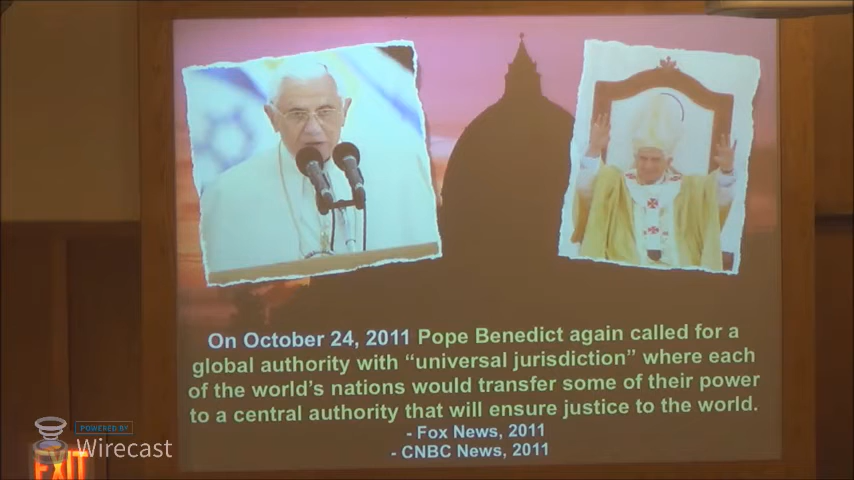 On October 24, 2011 Pope Benedict again called for a
global authority with “universal jurisdiction” where each
of the world’s nations would transfer some of their power
to a central authority that will ensure justice to the world.
- Fox News, 2011
- CNBC News, 2011
POWERED BY
Wirecast
EXIT